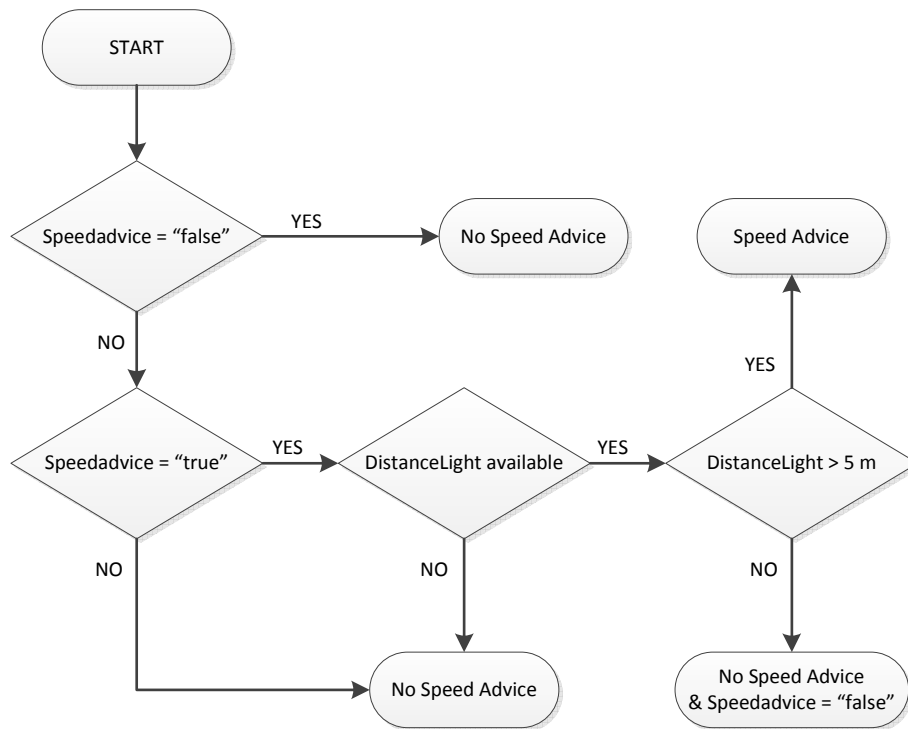 START
Speedadvice = “false”
YES
No Speed Advice
Speed Advice
NO
YES
Speedadvice = “true”
YES
DistanceLight available
YES
DistanceLight > 5 m
NO
NO
NO
No Speed Advice
No Speed Advice
& Speedadvice = “false”